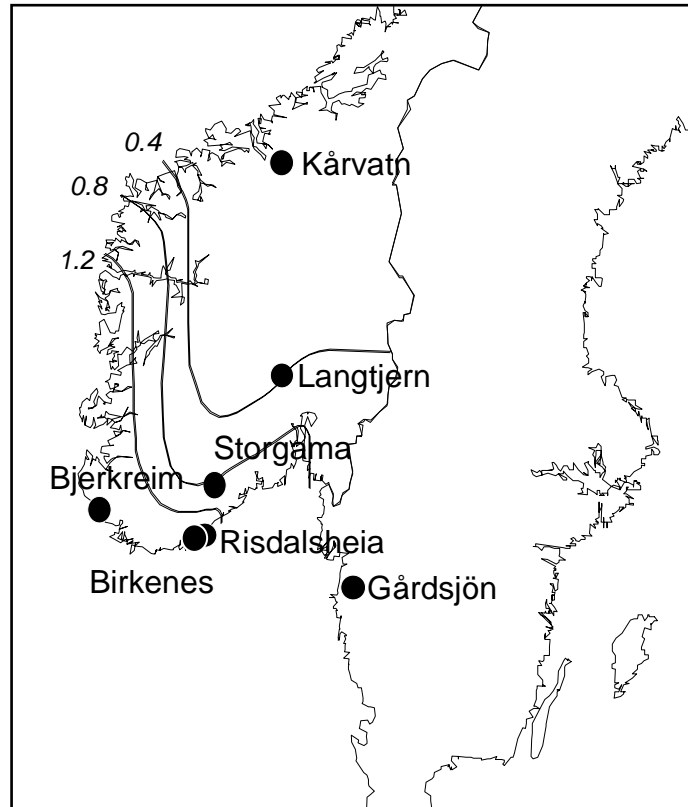 0.4
Kårvatn
0.8
1.2
Langtjern
Storgama
Bjerkreim
Risdalsheia
Birkenes
Gårdsjön